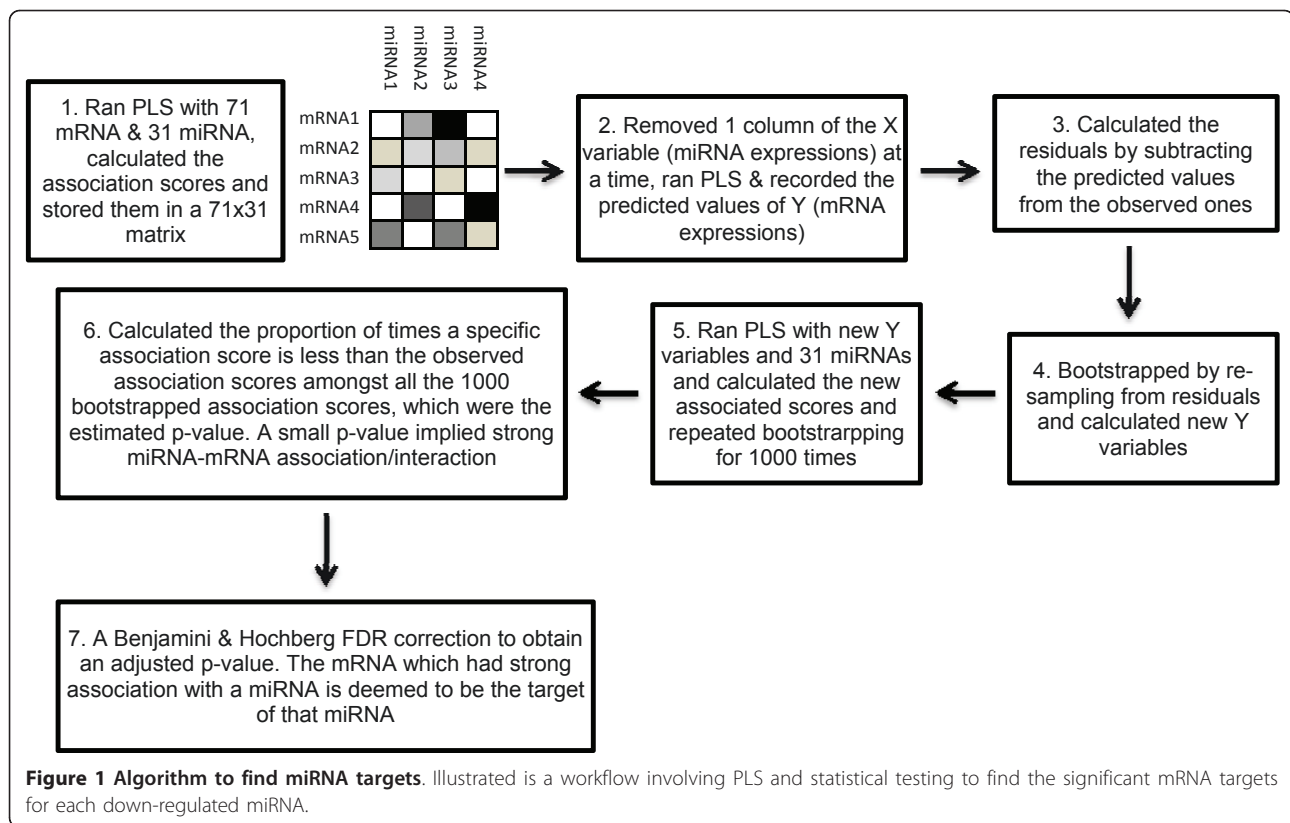 miRNA1
miRNA2
miRNA3
miRNA4
1. Ran PLS with 71
mRNA & 31 miRNA,
calculated the
association scores and
stored them in a 71x31
matrix
mRNA1
mRNA2
mRNA3
mRNA4
mRNA5
2. Removed 1 column of the X
variable (miRNA expressions) at
a time, ran PLS & recorded the
predicted values of Y (mRNA
expressions)
3. Calculated the
residuals by subtracting
the predicted values
from the observed ones
4. Bootstrapped by re-
sampling from residuals
and calculated new Y
variables
5. Ran PLS with new Y
variables and 31 miRNAs
and calculated the new
associated scores and
repeated bootstrarpping
for 1000 times
6. Calculated the proportion of times a specific
association score is less than the observed
association scores amongst all the 1000
bootstrapped association scores, which were the
estimated p-value. A small p-value implied strong
miRNA-mRNA association/interaction
7. A Benjamini & Hochberg FDR correction to obtain
an adjusted p-value. The mRNA which had strong
association with a miRNA is deemed to be the target
of that miRNA
Figure 1 Algorithm to find miRNA targets. Illustrated is a workflow involving PLS and statistical testing to find the significant mRNA targets
for each down-regulated miRNA.